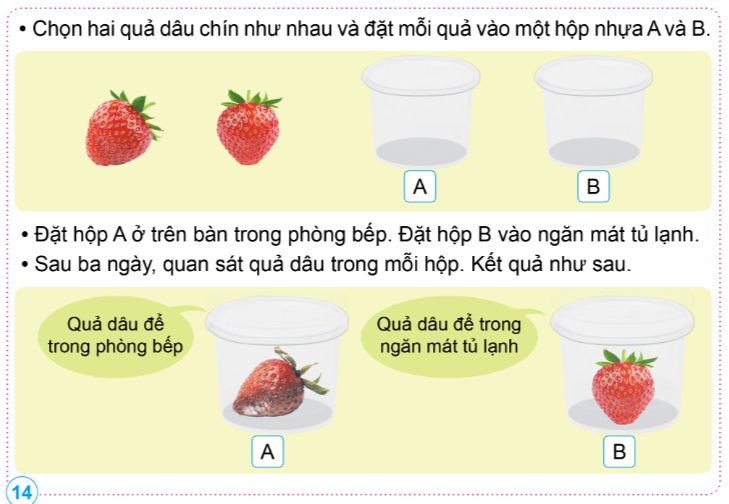 • Chọn hai quả dâu chín như nhau và đặt mỗi quả vào một hộp nhựa A và B.
A
B
• Đặt hộp A ở trên bàn trong phòng bếp. Đặt hộp B vào ngăn mát tủ lạnh.
• Sau ba ngày, quan sát quả dâu trong mỗi hộp. Kết quả như sau.
Quả dâu để
trong phòng bếp
Quả dâu để trong
ngăn mát tủ lạnh
A
B
14